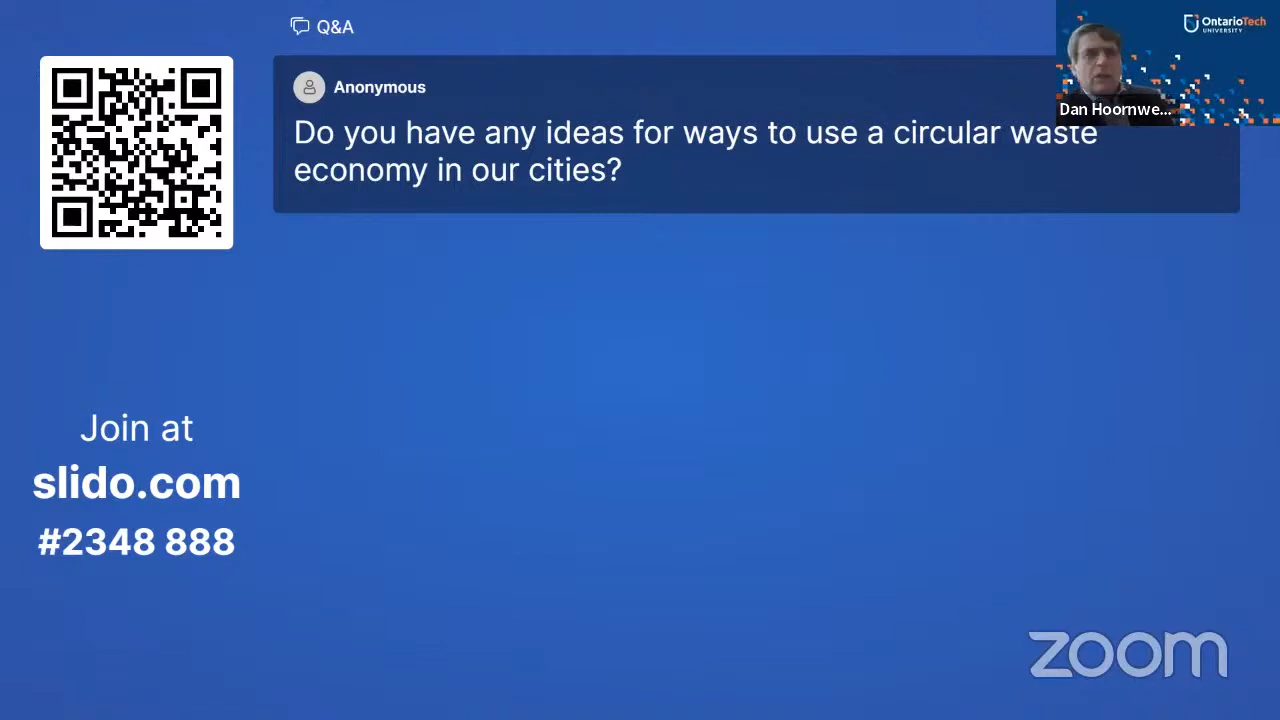 Q&A
Anonymous
Do you have any ideas for ways to use a circular waste
economy in our cities?
OntarioTech
UNIVERSITY
Dan Hoornwe...
Join at
slido.com
#2348 888
zoom